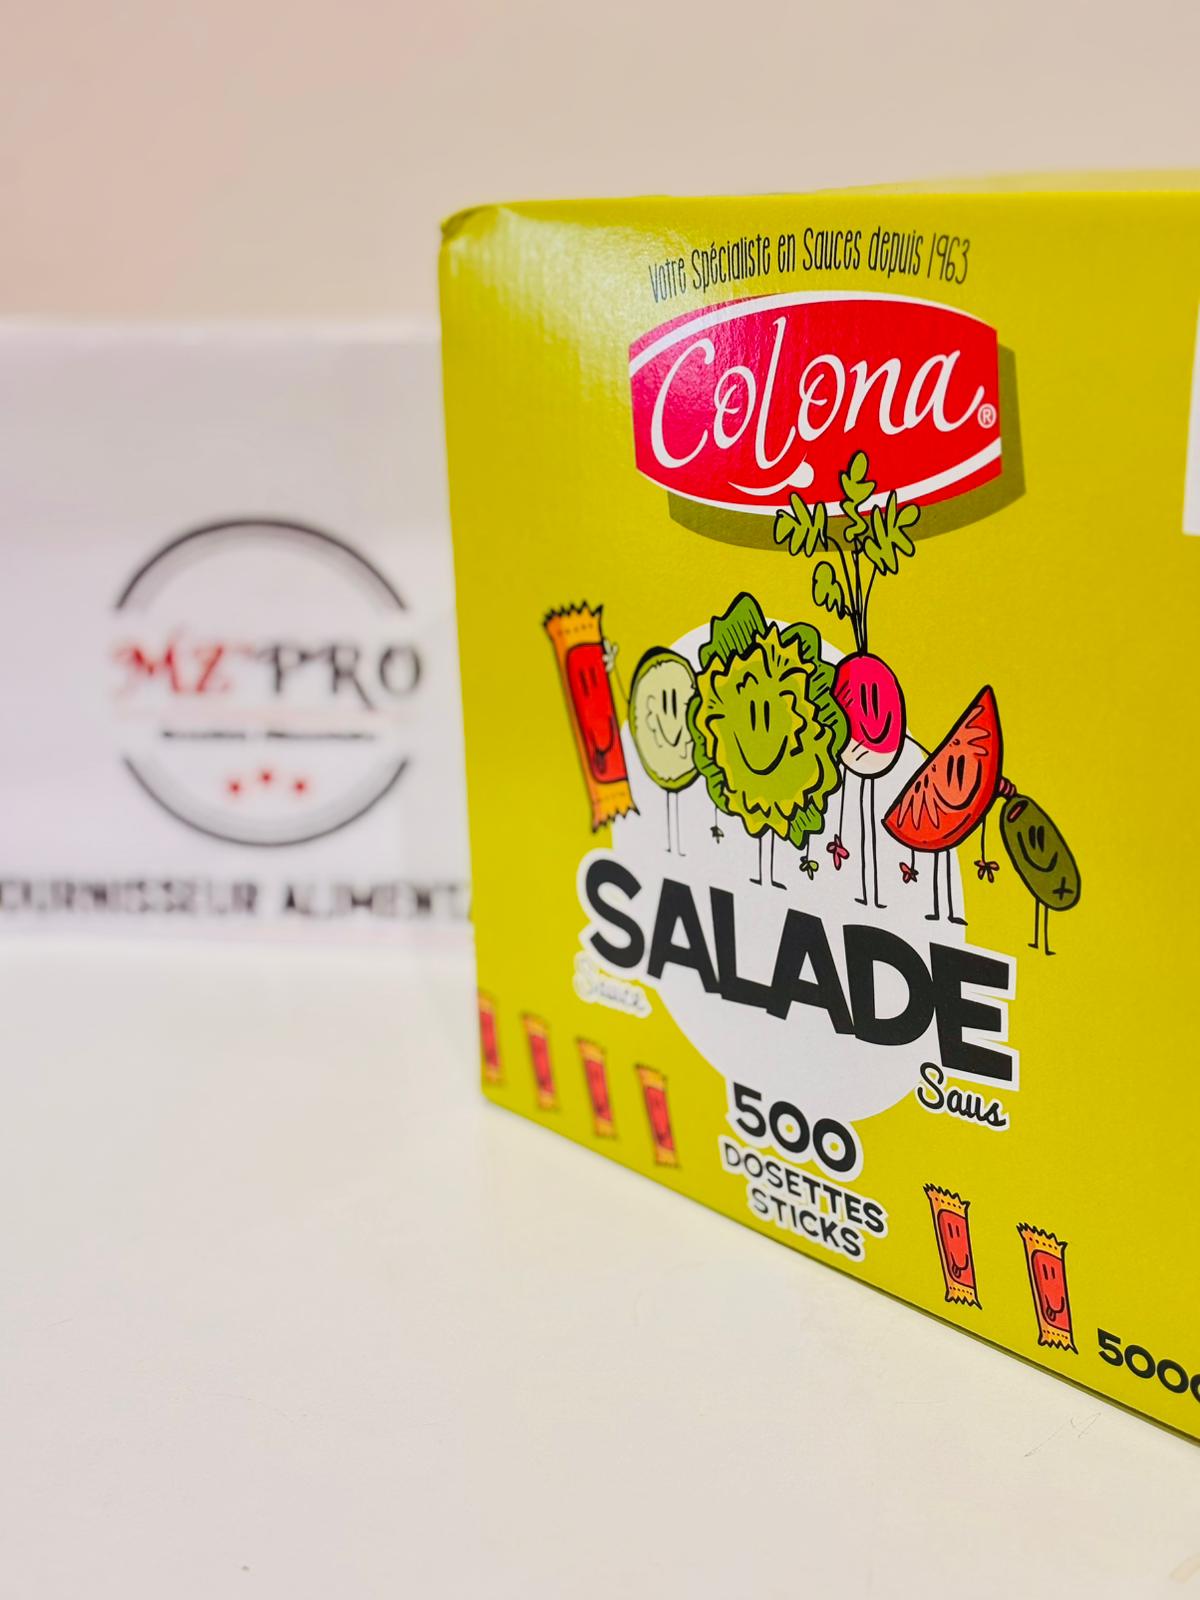 Votre Spécialiste en Sauces depuis 1963
Colona®
MZ PRO
SALADE
Sauce
Saus
500
DOSETTES
STICKS